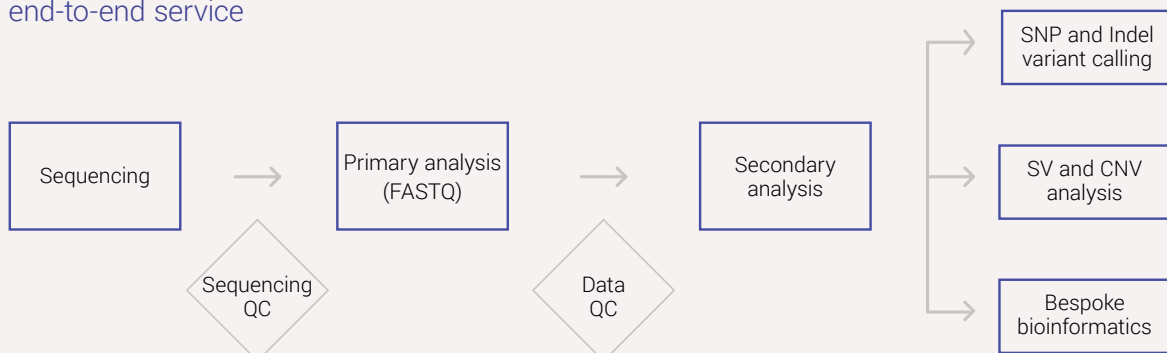 end-to-end service
Sequencing
Primary analysis
(FASTQ)
Secondary
analysis
SNP and Indel
variant calling
SV and CNV
analysis
Bespoke
bioinformatics
Sequencing
QC
Data
QC